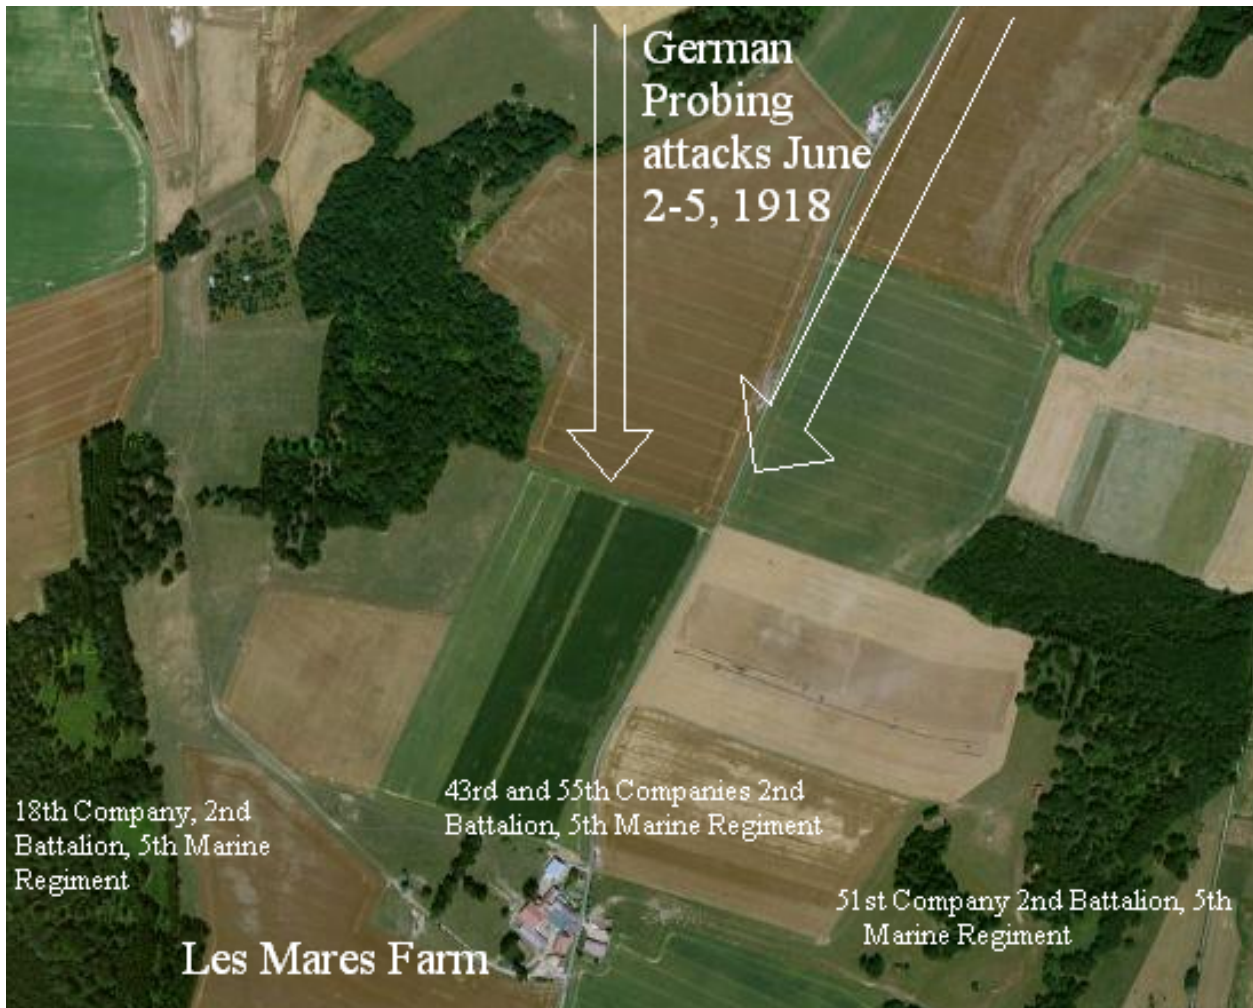 German
Probing
attacks June
2-5, 1918
43rd and 55th Companies 2nd
Battalion, 5th Marine Regiment
18th Company, 2nd
Battalion, 5th Marine
Regiment
51st Company 2nd Battalion, 5th
Marine Regiment
Les Mares Farm